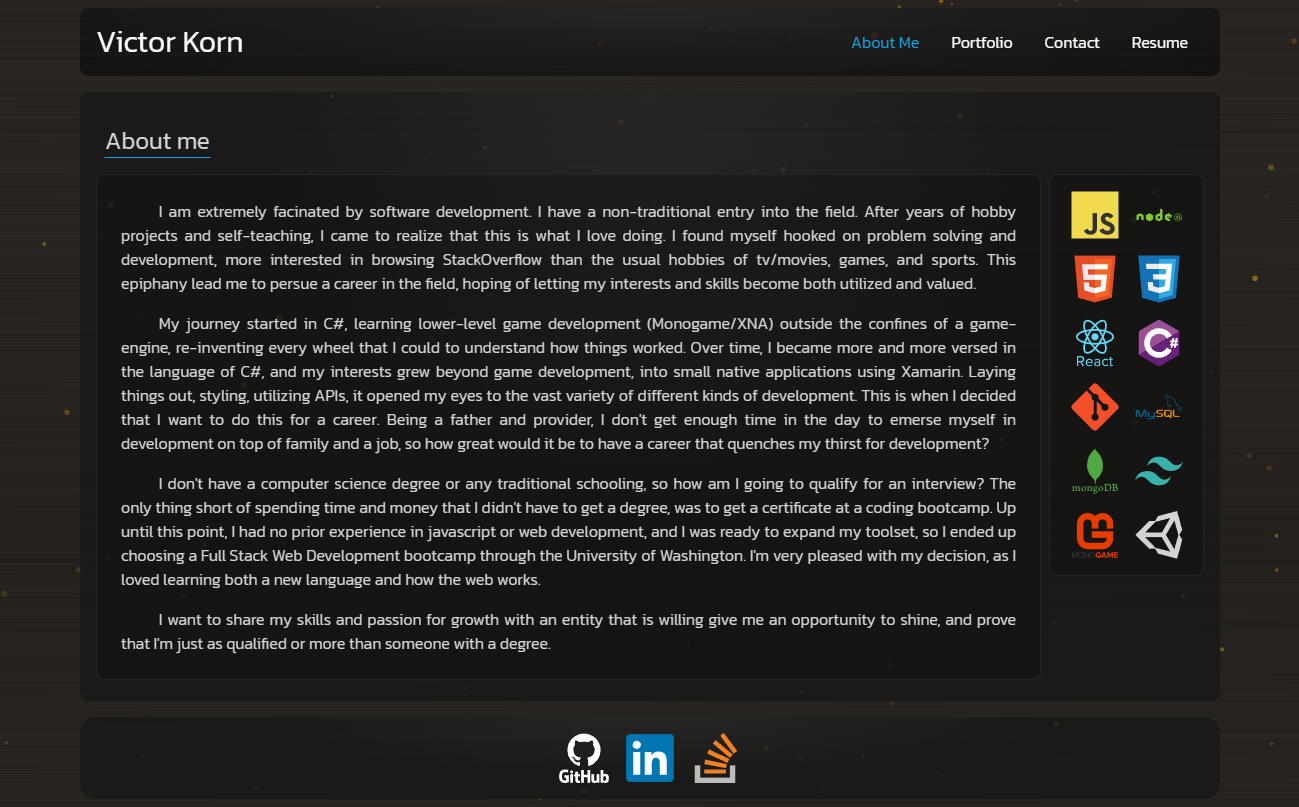 Victor Korn
About Me
Portfolio
Contact
Resume
About me
I am extremely facinated by software development. I have a non-traditional entry into the field. After years of hobby
projects and self-teaching, I came to realize that this is what I love doing. I found myself hooked on problem solving and
development, more interested in browsing StackOverflow than the usual hobbies of tv/movies, games, and sports. This
epiphany lead me to persue a career in the field, hoping of letting my interests and skills become both utilized and valued.
My journey started in C#, learning lower-level game development (Monogame/XNA) outside the confines of a game-
engine, re-inventing every wheel that I could to understand how things worked. Over time, I became more and more versed in
the language of C#, and my interests grew beyond game development, into small native applications using Xamarin. Laying
things out, styling, utilizing APIs, it opened my eyes to the vast variety of different kinds of development. This is when I decided
that I want to do this for a career. Being a father and provider, I don't get enough time in the day to emerse myself in
development on top of family and a job, so how great would it be to have a career that quenches my thirst for development?
I don't have a computer science degree or any traditional schooling, so how am I going to qualify for an interview? The
only thing short of spending time and money that I didn't have to get a degree, was to get a certificate at a coding bootcamp. Up
until this point, I had no prior experience in javascript or web development, and I was ready to expand my toolset, so I ended up
choosing a Full Stack Web Development bootcamp through the University of Washington. I'm very pleased with my decision, as I
loved learning both a new language and how the web works.
I want to share my skills and passion for growth with an entity that is willing give me an opportunity to shine, and prove
that I'm just as qualified or more than someone with a degree.
JS
node
5
3
React
C#
MySQL
mongoDB
MONOGAME
GitHub
in